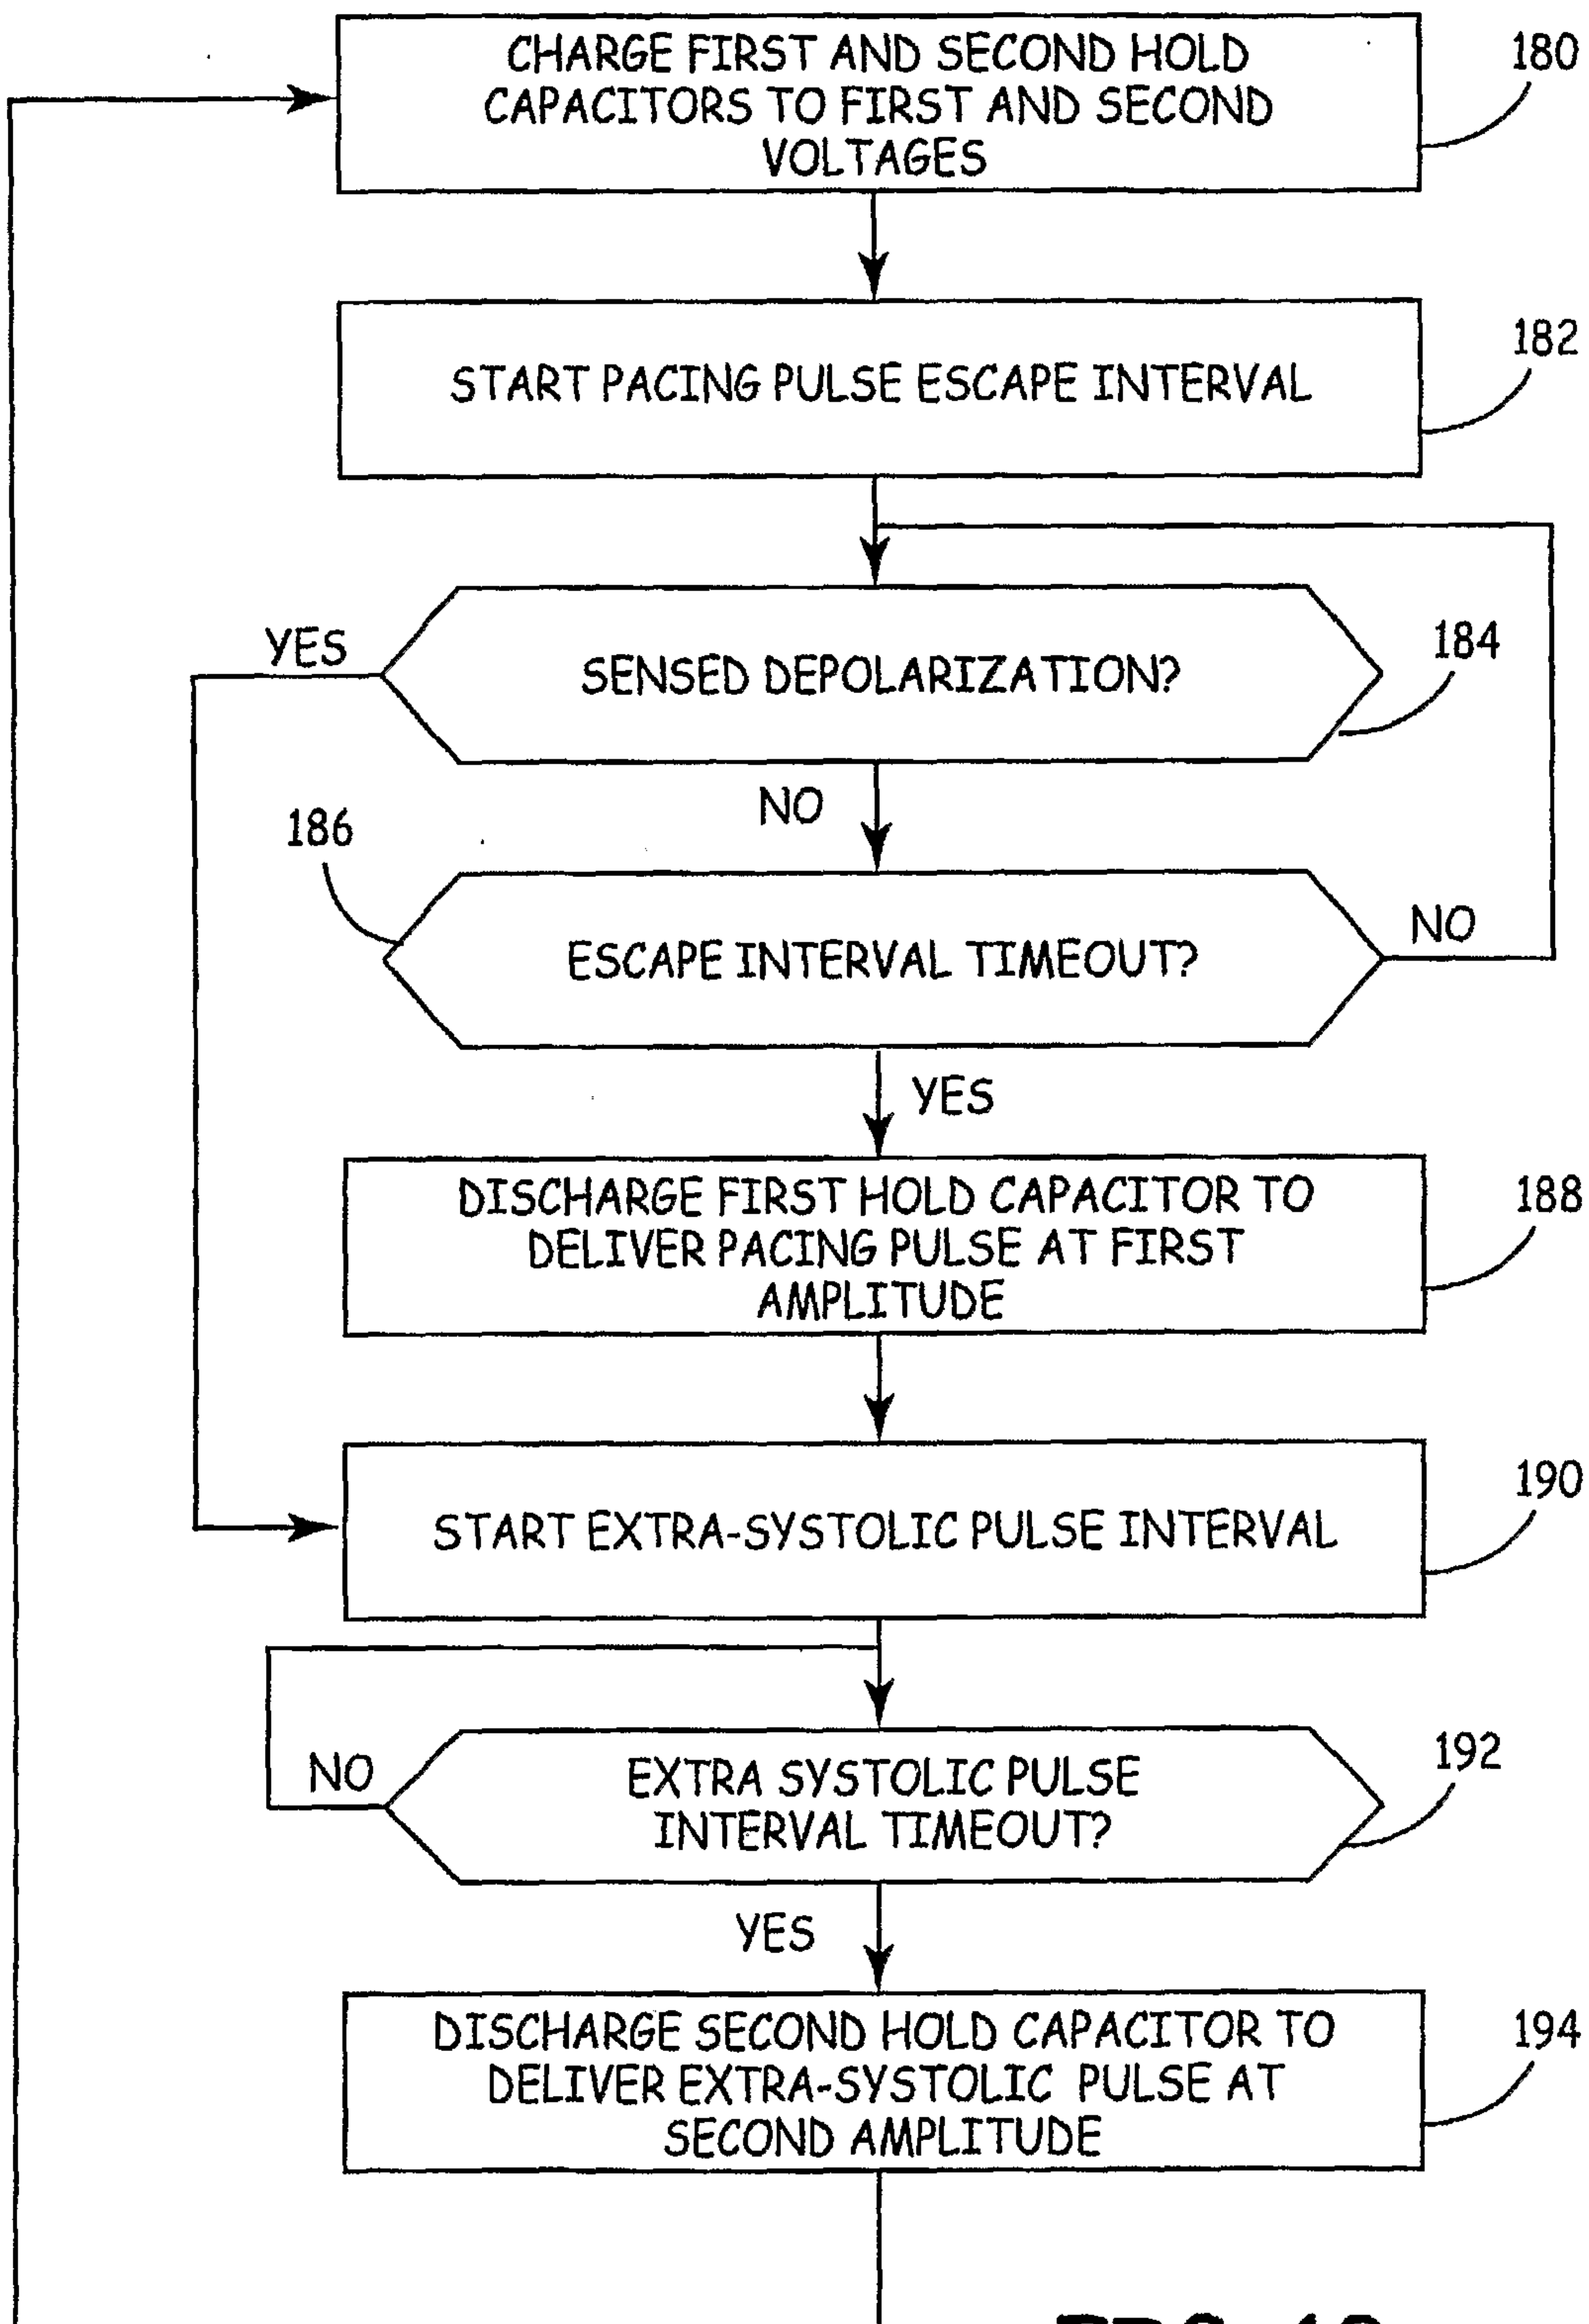 CHARGE FIRST AND SECOND HOLD
CAPACITORS TO FIRST AND SECOND
VOLTAGES
180
START PACING PULSE ESCAPE INTERVAL
182
YES
SENSED DEPOLARIZATION?
184
NO
186
ESCAPE INTERVAL TIMEOUT?
NO
YES
DISCHARGE FIRST HOLD CAPACITOR TO
DELIVER PACING PULSE AT FIRST
AMPLITUDE
188
START EXTRA-SYSTOLIC PULSE INTERVAL
190
NO
EXTRA SYSTOLIC PULSE
INTERVAL TIMEOUT?
192
YES
DISCHARGE SECOND HOLD CAPACITOR TO
DELIVER EXTRA-SYSTOLIC PULSE AT
SECOND AMPLITUDE
194